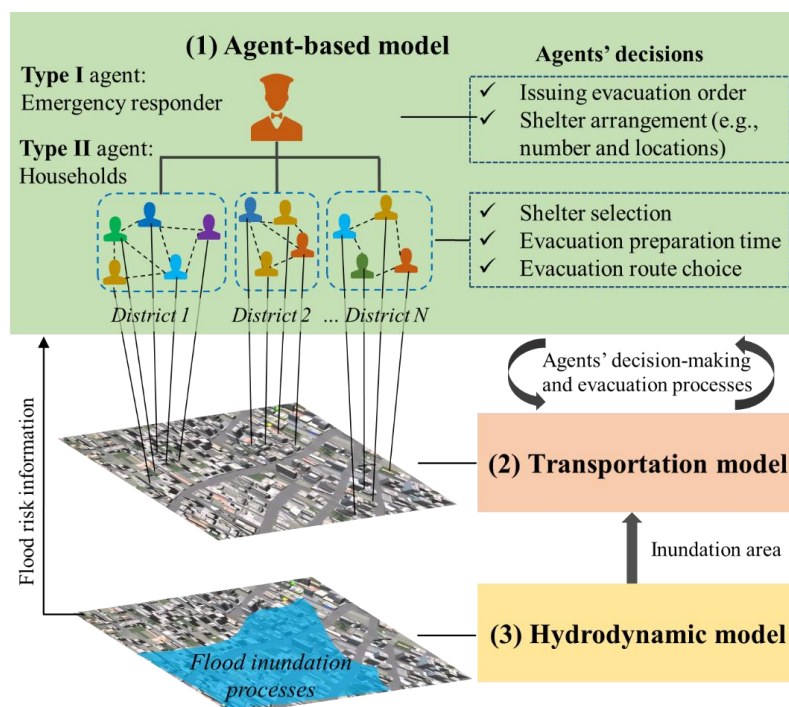 (1) Agent-based model
Type I agent:
Emergency responder
Type II agent:
Households
Agents’ decisions
✓ Issuing evacuation order
✓ Shelter arrangement (e.g.,
number and locations)
✓ Shelter selection
✓ Evacuation preparation time
✓ Evacuation route choice
District 1
District 2
... District N
Agents’ decision-making
and evacuation processes
Flood risk information
(2) Transportation model
Inundation area
(3) Hydrodynamic model
Flood inundation
processes